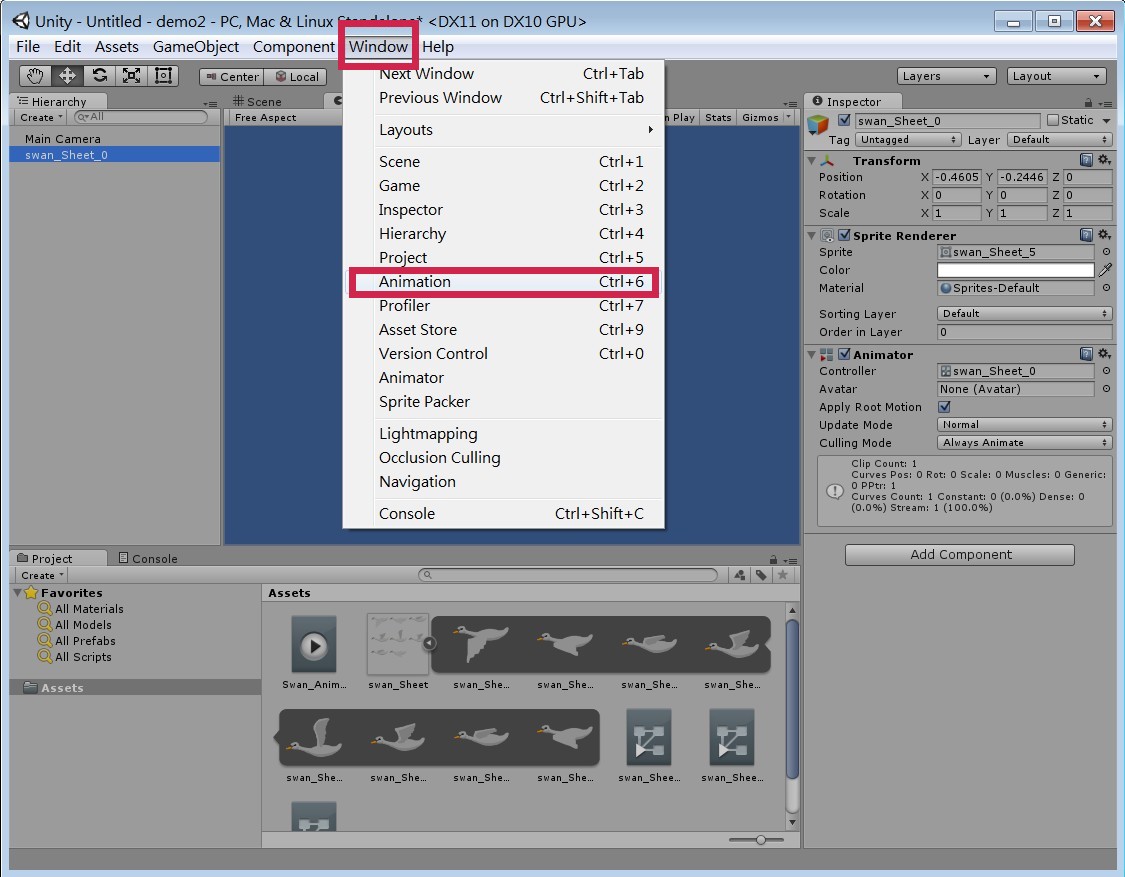 Unity - Untitled - demo2 - PC, Mac & Linux Standalone* <DX11 on DX10 GPU>
File Edit Assets GameObject Component Window Help
Center Local Layers Layout
Hierarchy
Create All
Main Camera
swan_Sheet_0
Scene
Free Aspect
n Play Stats Gizmos
Next Window Ctrl+Tab
Previous Window Ctrl+Shift+Tab
Layouts
Scene Ctrl+1
Game Ctrl+2
Inspector Ctrl+3
Hierarchy Ctrl+4
Project Ctrl+5
Animation Ctrl+6
Profiler Ctrl+7
Asset Store Ctrl+9
Version Control Ctrl+0
Animator
Sprite Packer
Lightmapping
Occlusion Culling
Navigation
Console Ctrl+Shift+C
Inspector
swan_Sheet_0 Static
Tag Untagged Layer Default
Transform
Position X -0.4605 Y -0.2446 Z 0
Rotation X 0 Y 0 Z 0
Scale X 1 Y 1 Z 1
Sprite Renderer
Sprite swan_Sheet_5
Color
Material Sprites-Default
Sorting Layer Default
Order in Layer 0
Animator
Controller swan_Sheet_0
Avatar None (Avatar)
Apply Root Motion
Update Mode Normal
Culling Mode Always Animate
Clip Count: 1
Curves Pos: 0 Rot: 0 Scale: 0 Muscles: 0 Generic:
0 PPtr: 1
Curves Count: 1 Constant: 0 (0.0%) Dense: 0
(0.0%) Stream: 1 (100.0%)
Add Component
Project Console
Create
Favorites
All Materials
All Models
All Prefabs
All Scripts
Assets
Assets
Swan_Anim... swan_Sheet swan_She... swan_She... swan_She... swan_She...
swan_She... swan_She... swan_She... swan_She... swan_Shee... swan_Shee...